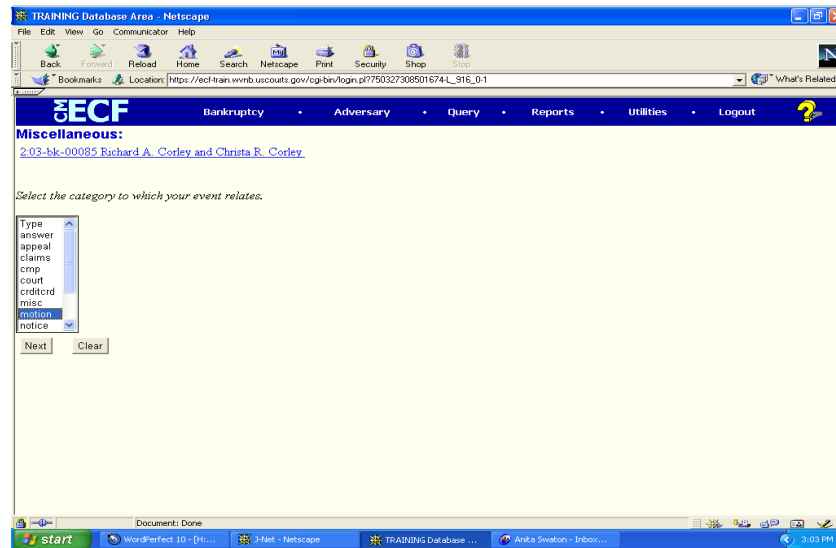 TRAINING Database Area - Netscape
File Edit View Go Communicator Help
Back Forward Reload Home Search Netscape Print Security Shop Stop
Bookmarks Location: https://ecf-train.wvnb.uscourts.gov/cgi-bin/login.pl?750327308501674-L_916_0-1 What's Related
CM ECF Bankruptcy • Adversary • Query • Reports • Utilities • Logout ?
Miscellaneous:
2:03-bk-00085 Richard A. Corley and Christa R. Corley
Select the category to which your event relates.
Type
answer
appeal
claims
cmp
court
crditcrd
misc
motion
notice
Next Clear
Document: Done
start WordPerfect 10 - [H:... J-Net - Netscape TRAINING Database ... Anita Swaton - Inbox... 3:03 PM